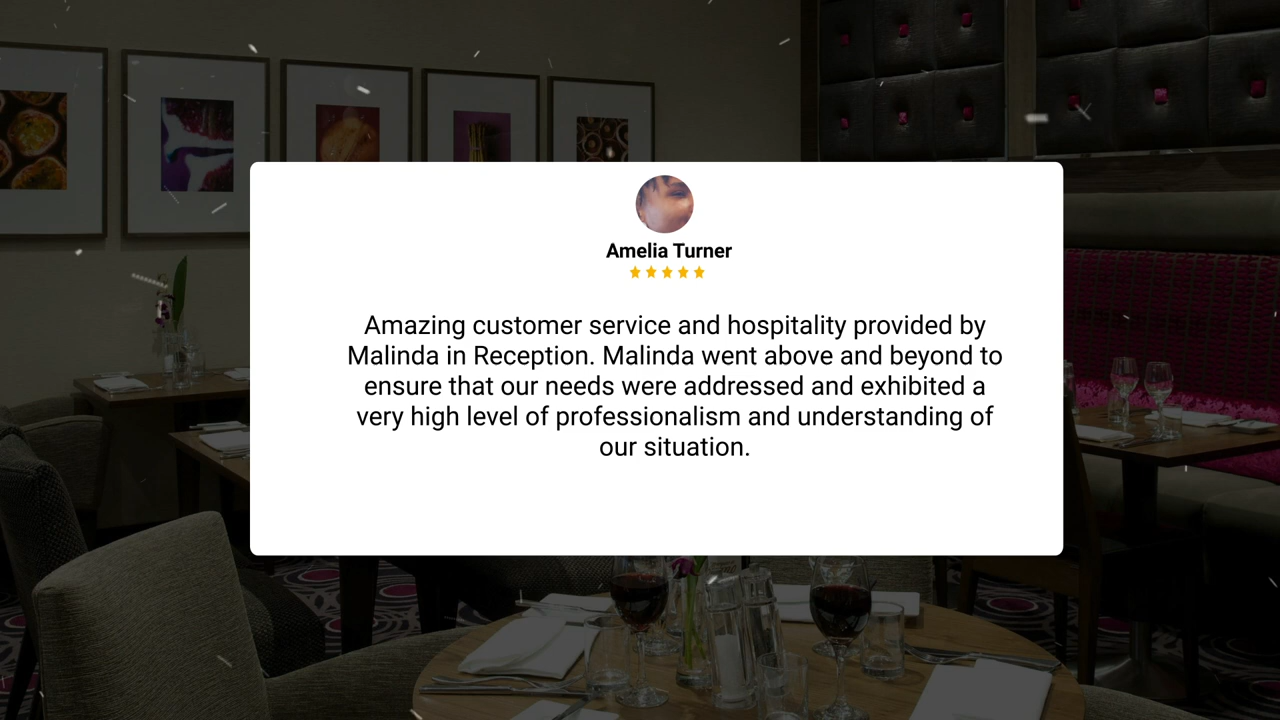 Amelia Turner
Amazing customer service and hospitality provided by
Malinda in Reception. Malinda went above and beyond to
ensure that our needs were addressed and exhibited a
very high level of professionalism and understanding of
our situation.